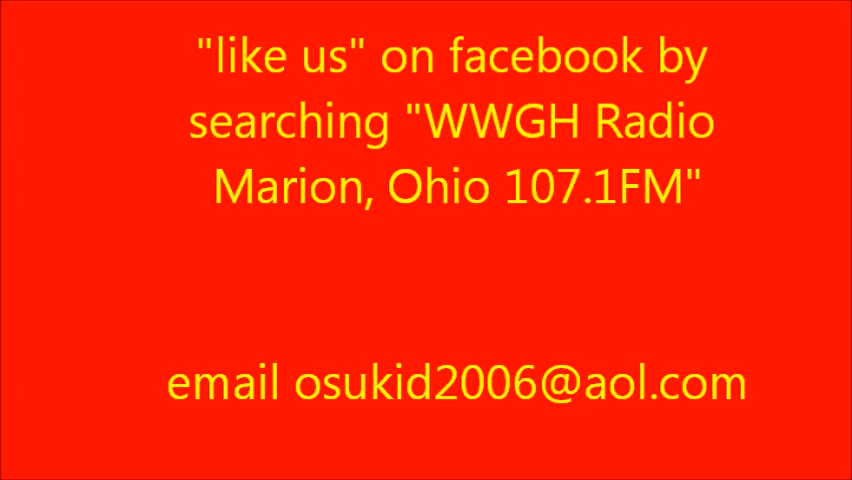 "like us" on facebook by
searching "WWGH Radio
Marion, Ohio 107.1FM"
email osukid2006@aol.com